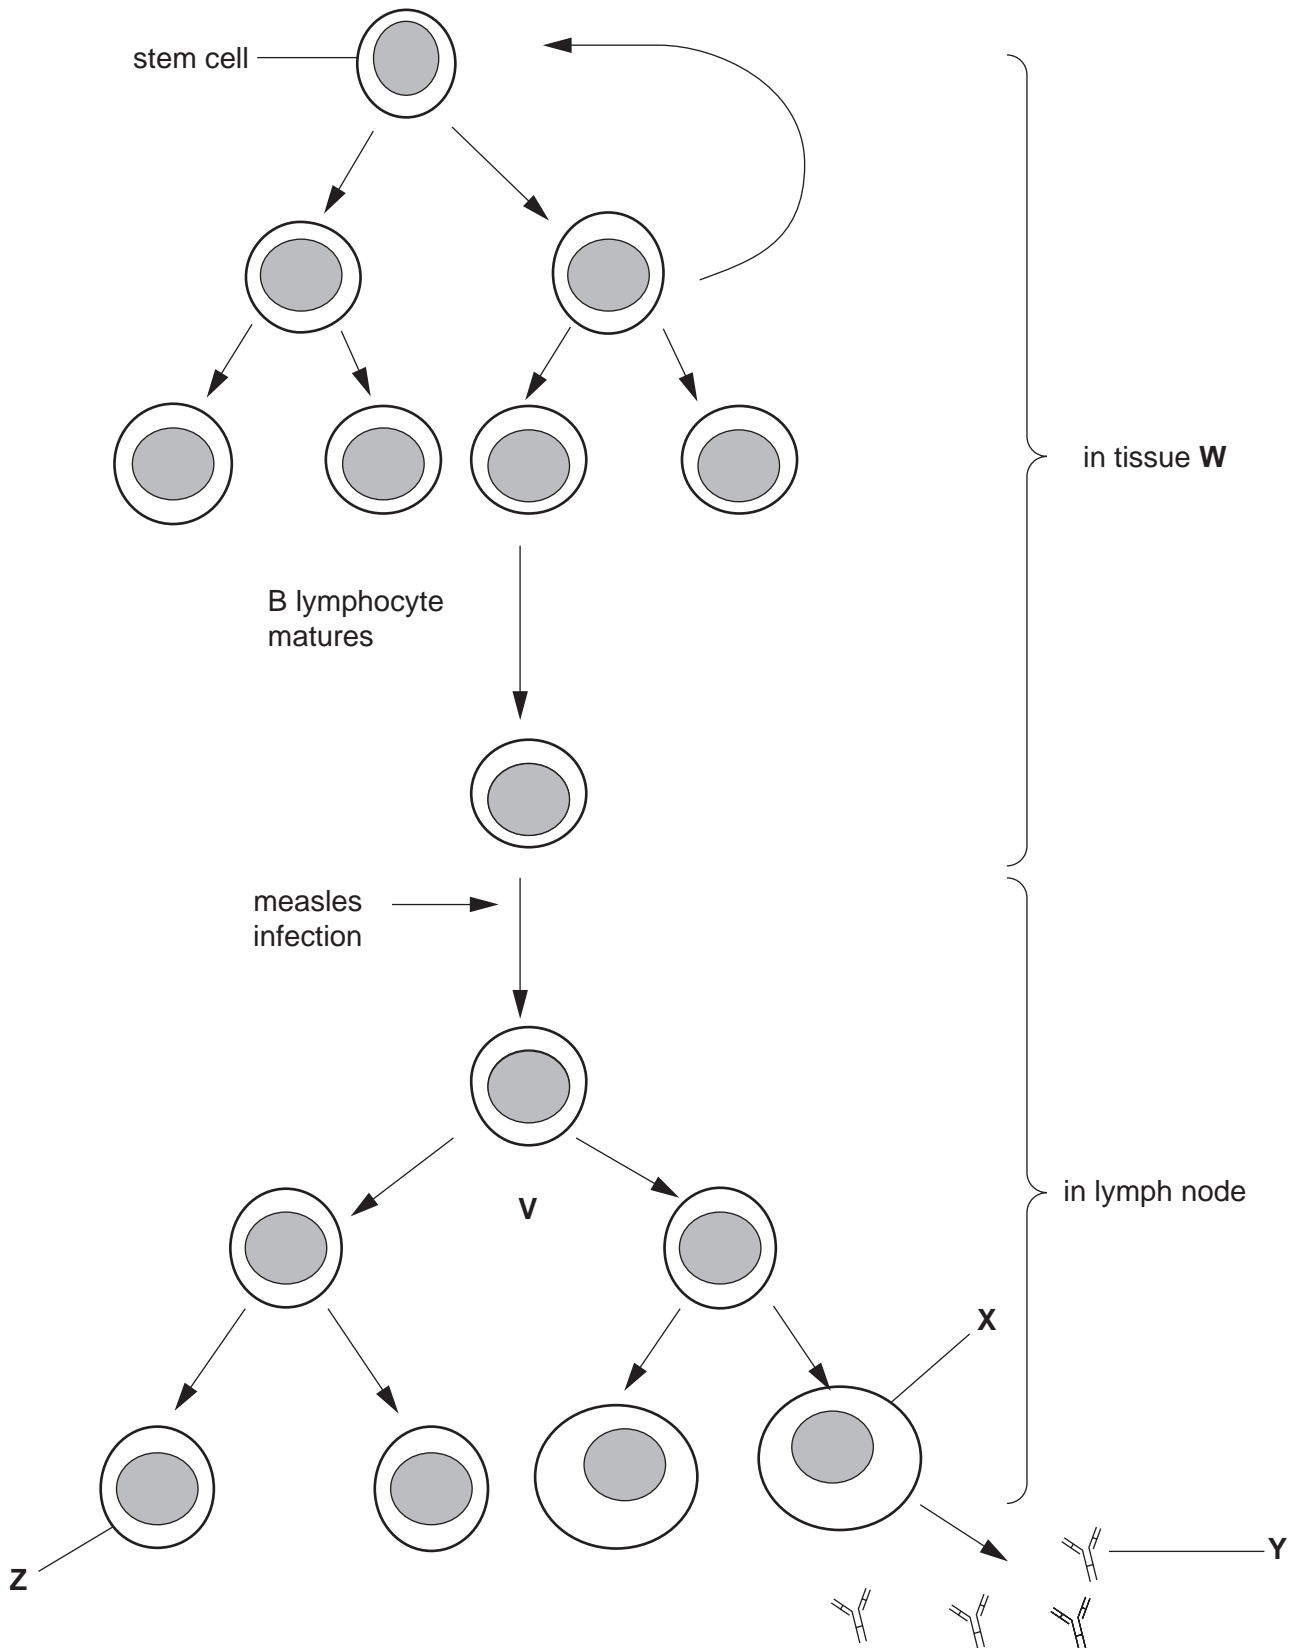 stem cell
in tissue W
B lymphocyte
matures
measles
infection
V
in lymph node
X
Y
Z